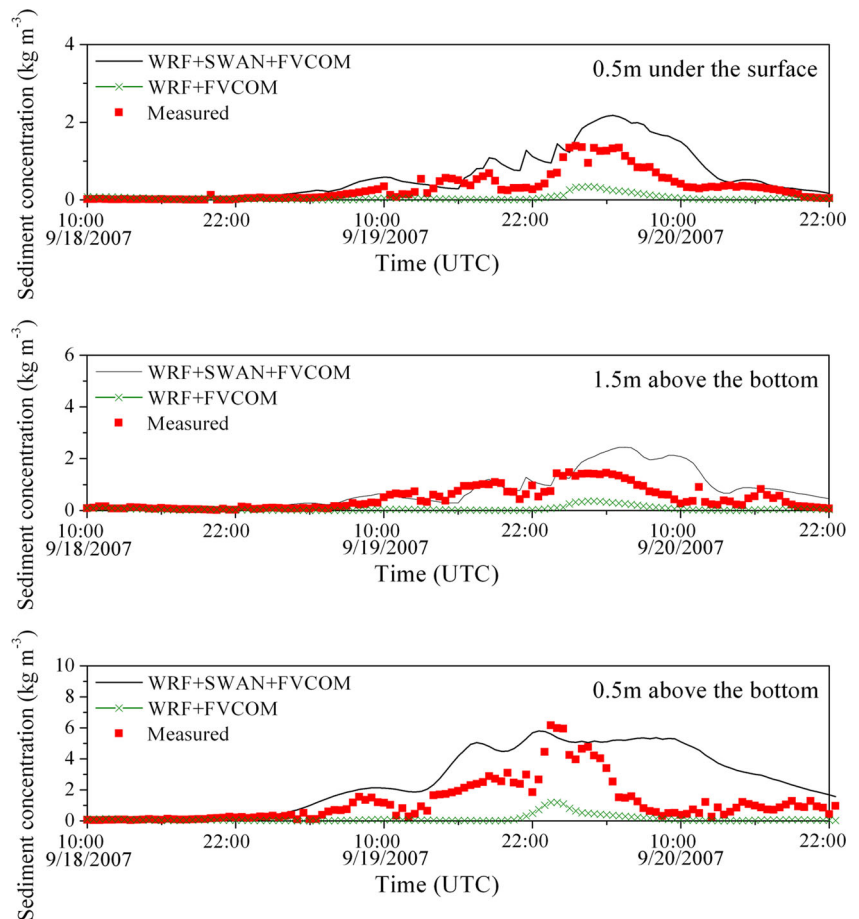 Sediment concentration (kg m⁻³)
4
2
0
WRF+SWAN+FVCOM
WRF+FVCOM
Measured
0.5m under the surface
10:00 22:00 10:00 22:00 10:00 22:00
9/18/2007 9/19/2007 9/20/2007
Time (UTC)
Sediment concentration (kg m⁻³)
6
4
2
0
WRF+SWAN+FVCOM
WRF+FVCOM
Measured
1.5m above the bottom
10:00 22:00 10:00 22:00 10:00 22:00
9/18/2007 9/19/2007 9/20/2007
Time (UTC)
Sediment concentration (kg m⁻³)
10
8
6
4
2
0
WRF+SWAN+FVCOM
WRF+FVCOM
Measured
0.5m above the bottom
10:00 22:00 10:00 22:00 10:00 22:00
9/18/2007 9/19/2007 9/20/2007
Time (UTC)